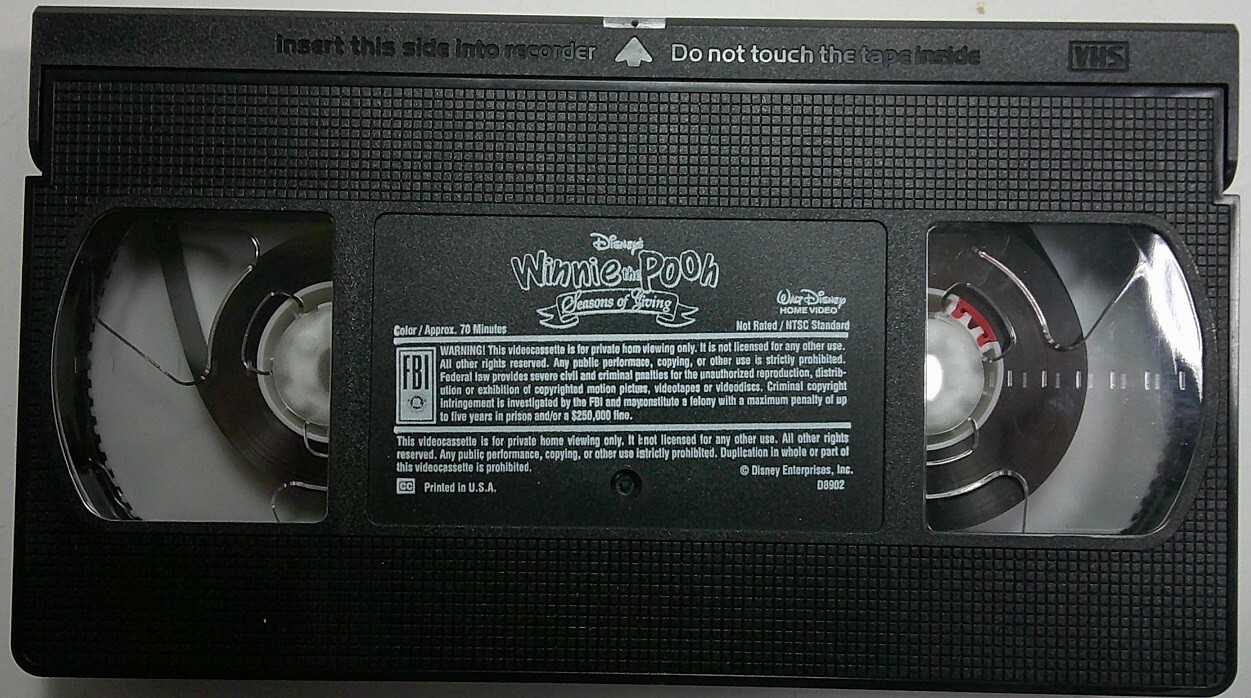 Insert this side into recorder Do not touch the tape inside VHS
Disney's
Winnie the Pooh
Seasons of Giving
Walt Disney
HOME VIDEO
Color / Approx. 70 Minutes Not Rated / NTSC Standard
FBI
WARNING! This videocassette is for private hom viewing only. It is not licensed for any other use.
All other rights reserved. Any public performance, copying, or other use is strictly prohibited.
Federal law provides severe civil and criminal pnalties for the unauthorized reproduction, distrib-
ution or exhibition of copyrighted motion pictus, videotapes or videodiscs. Criminal copyright
infringement is investigated by the FBI and mayonstitute a felony with a maximum penalty of up
to five years in prison and/or a $250,000 fine.
This videocassette is for private home viewing only. It i not licensed for any other use. All other rights
reserved. Any public performance, copying, or other use istrictly prohibited. Duplication in whole or part of
this videocassette is prohibited.
© Disney Enterprises, Inc.
CC Printed in U.S.A. D8902